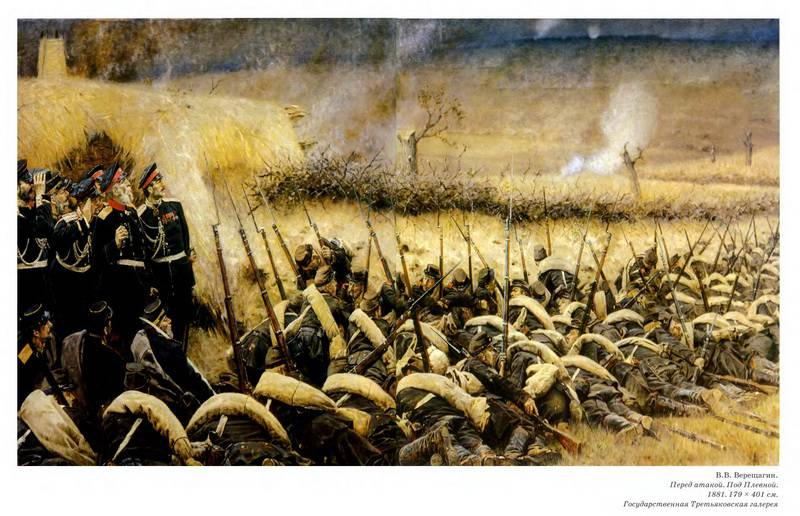 В.В. Верещагин.
Перед атакой. Под Плевной.
1881. 179 × 401 см.
Государственная Третьяковская галерея